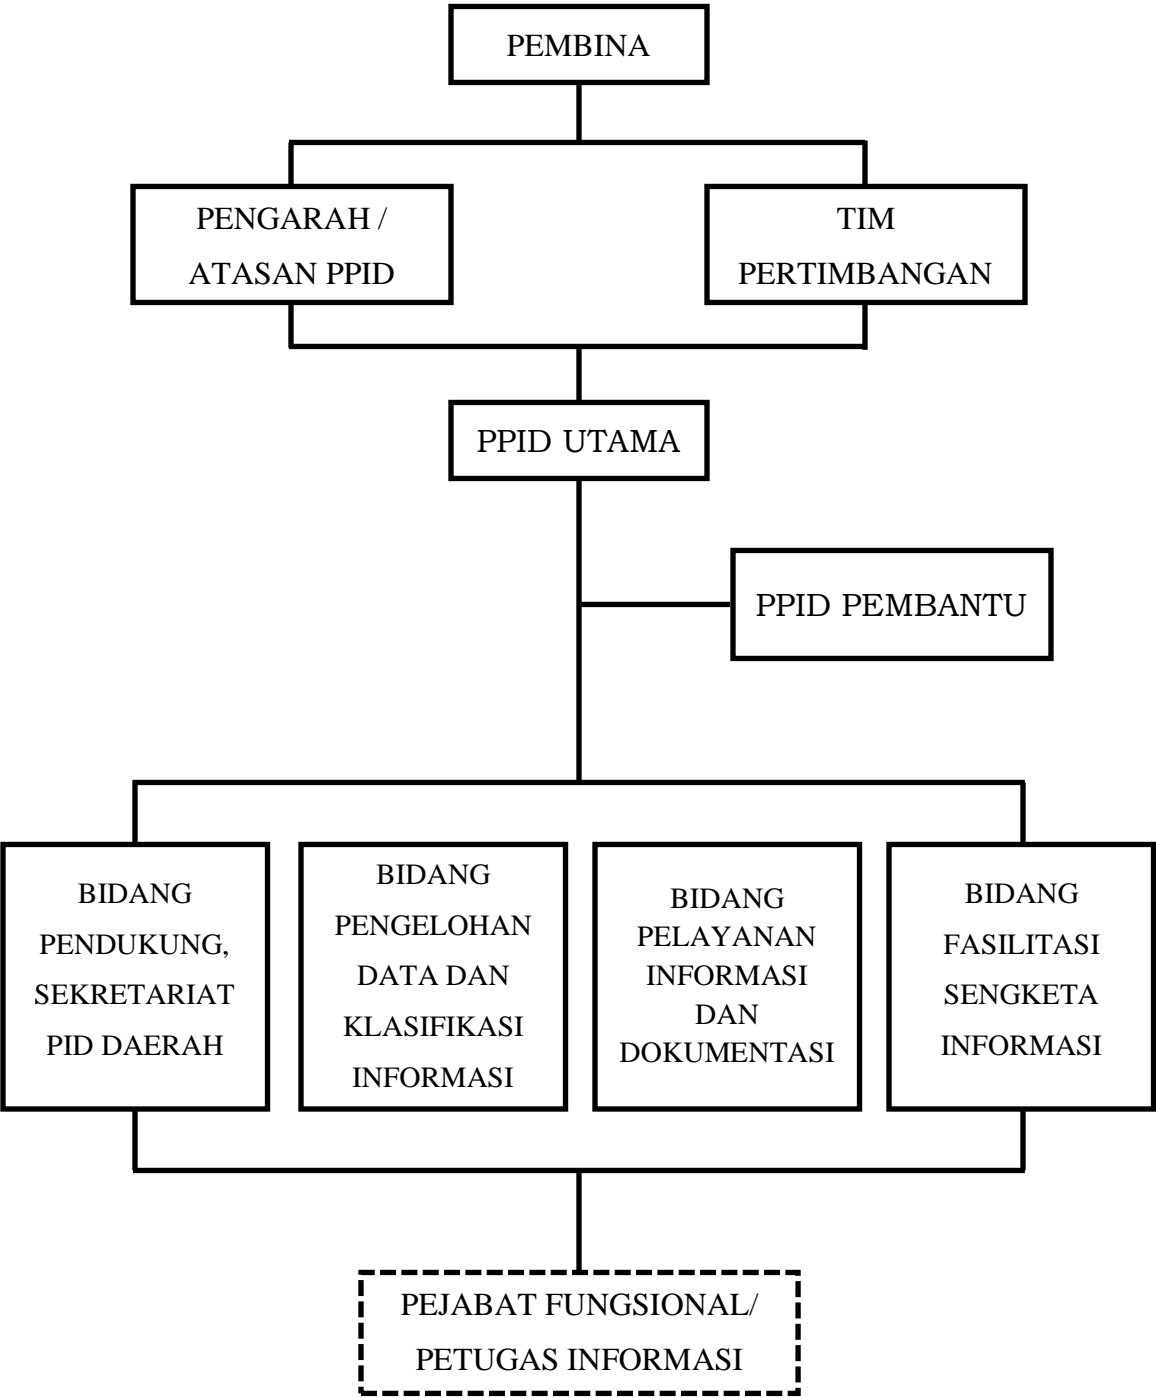 PEMBINA
PENGARAH /
ATASAN PPID
TIM
PERTIMBANGAN
PPID UTAMA
PPID PEMBANTU
BIDANG
PENDUKUNG,
SEKRETARIAT
PID DAERAH
BIDANG
PENGELOHAN
DATA DAN
KLASIFIKASI
INFORMASI
BIDANG
PELAYANAN
INFORMASI
DAN
DOKUMENTASI
BIDANG
FASILITASI
SENGKETA
INFORMASI
PEJABAT FUNGSIONAL/
PETUGAS INFORMASI